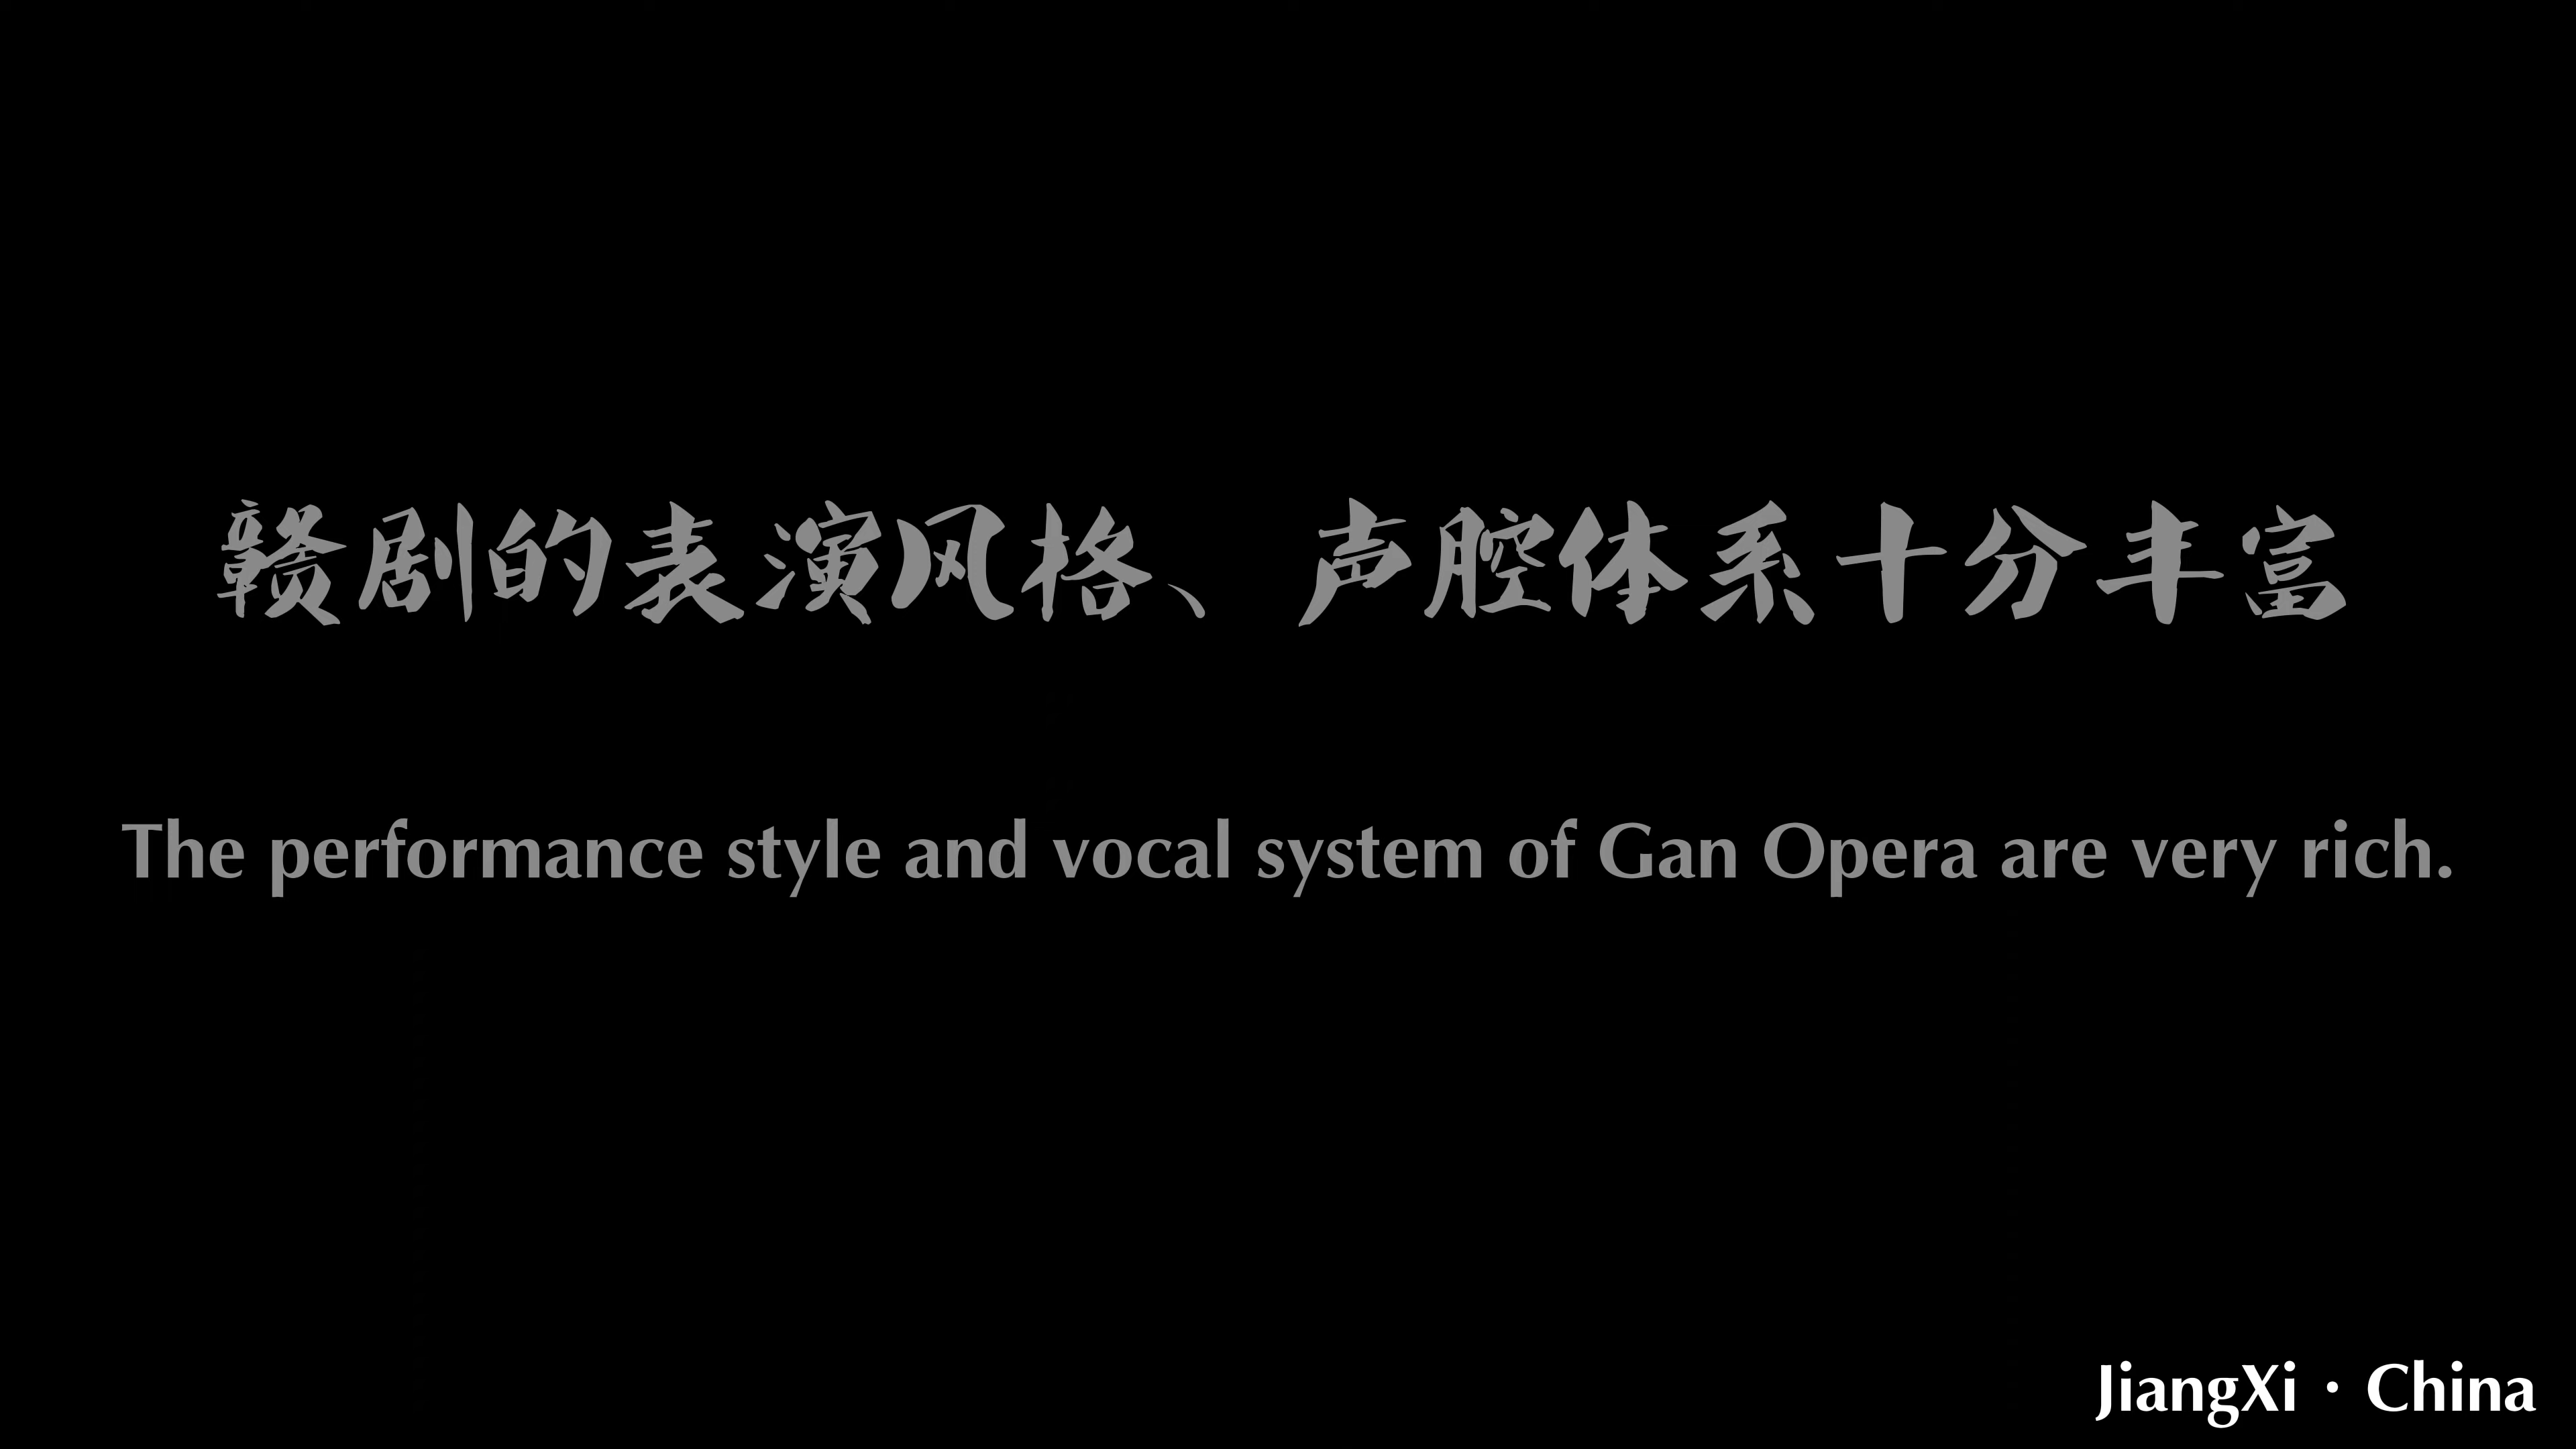 赣剧的表演风格、声腔体系十分丰富
The performance style and vocal system of Gan Opera are very rich.
JiangXi · China